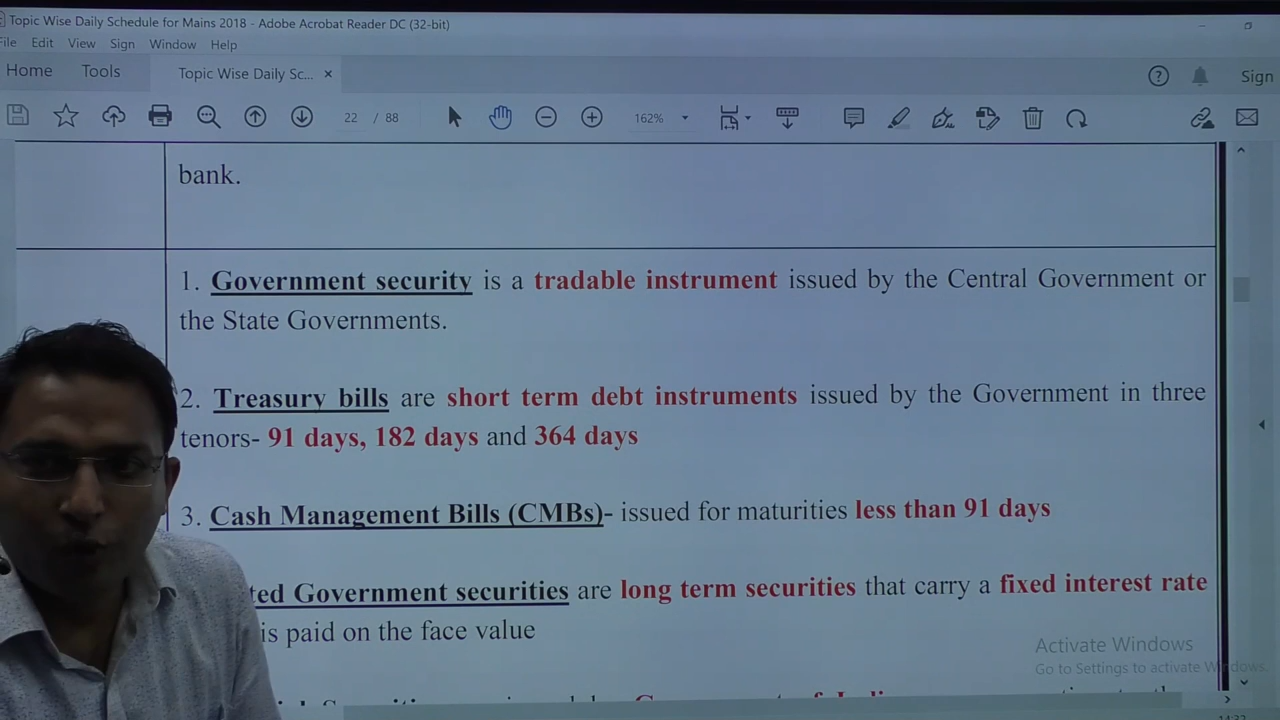 Topic Wise Daily Schedule for Mains 2018 - Adobe Acrobat Reader DC (32-bit)
File Edit View Sign Window Help
Home Tools Topic Wise Daily Sc... × Sign
22 / 88 162%
bank.
1. Government security is a tradable instrument issued by the Central Government or
the State Governments.
2. Treasury bills are short term debt instruments issued by the Government in three
tenors- 91 days, 182 days and 364 days
3. Cash Management Bills (CMBs)- issued for maturities less than 91 days
ted Government securities are long term securities that carry a fixed interest rate
is paid on the face value
Activate Windows
Go to Settings to activate Windows.